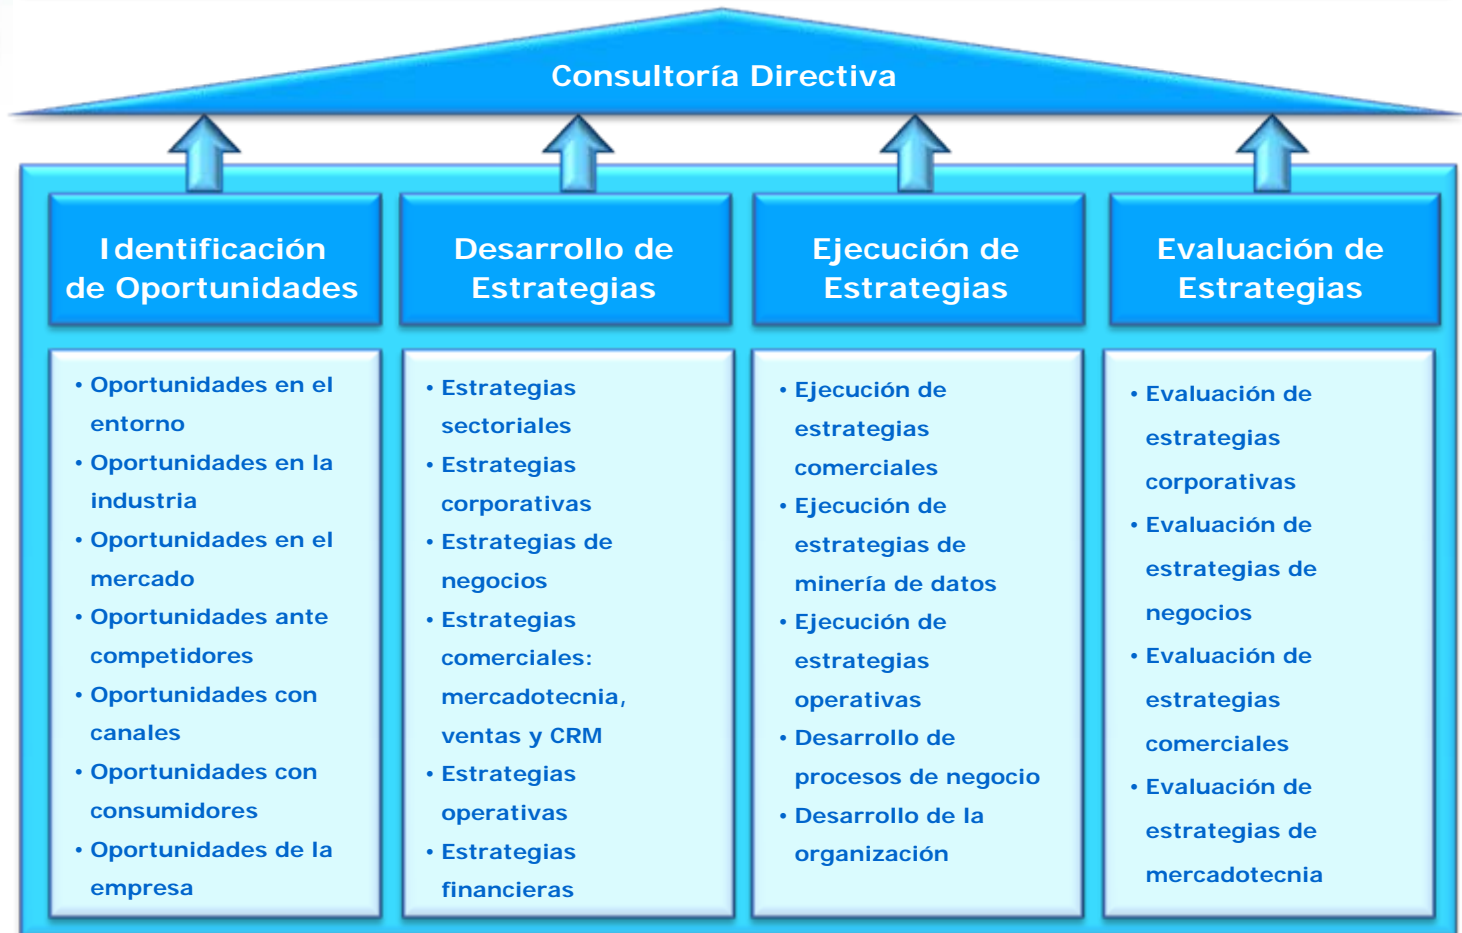 Consultoría Directiva
Identificación
de Oportunidades
• Oportunidades en el
entorno
• Oportunidades en la
industria
• Oportunidades en el
mercado
• Oportunidades ante
competidores
• Oportunidades con
canales
• Oportunidades con
consumidores
• Oportunidades de la
empresa
Desarrollo de
Estrategias
• Estrategias
sectoriales
• Estrategias
corporativas
• Estrategias de
negocios
• Estrategias
comerciales:
mercadotecnia,
ventas y CRM
• Estrategias
operativas
• Estrategias
financieras
Ejecución de
Estrategias
• Ejecución de
estrategias
comerciales
• Ejecución de
estrategias de
minería de datos
• Ejecución de
estrategias
operativas
• Desarrollo de
procesos de negocio
• Desarrollo de la
organización
Evaluación de
Estrategias
• Evaluación de
estrategias
corporativas
• Evaluación de
estrategias de
negocios
• Evaluación de
estrategias
comerciales
• Evaluación de
estrategias de
mercadotecnia